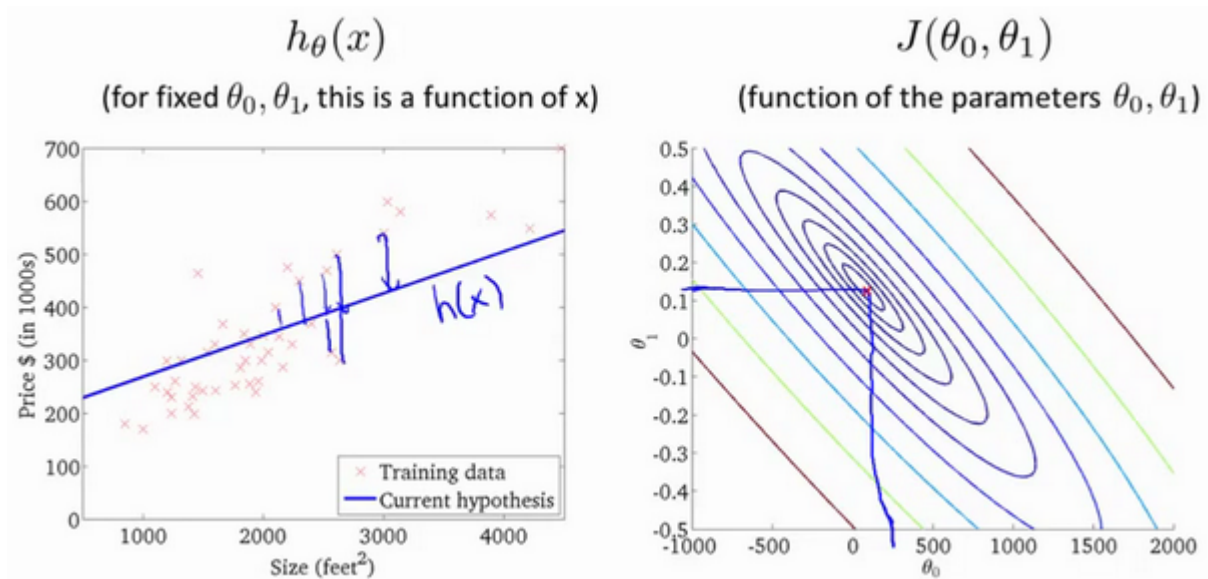 h_θ(x)
(for fixed θ₀, θ₁, this is a function of x)
Price $ (in 1000s)
700
600
500
400
300
200
100
0
h(x)
× Training data
Current hypothesis
1000 2000 3000 4000
Size (feet²)
J(θ₀, θ₁)
(function of the parameters θ₀, θ₁)
θ₁
0.5
0.4
0.3
0.2
0.1
0
-0.1
-0.2
-0.3
-0.4
-0.5
-1000 -500 0 500 1000 1500 2000
θ₀